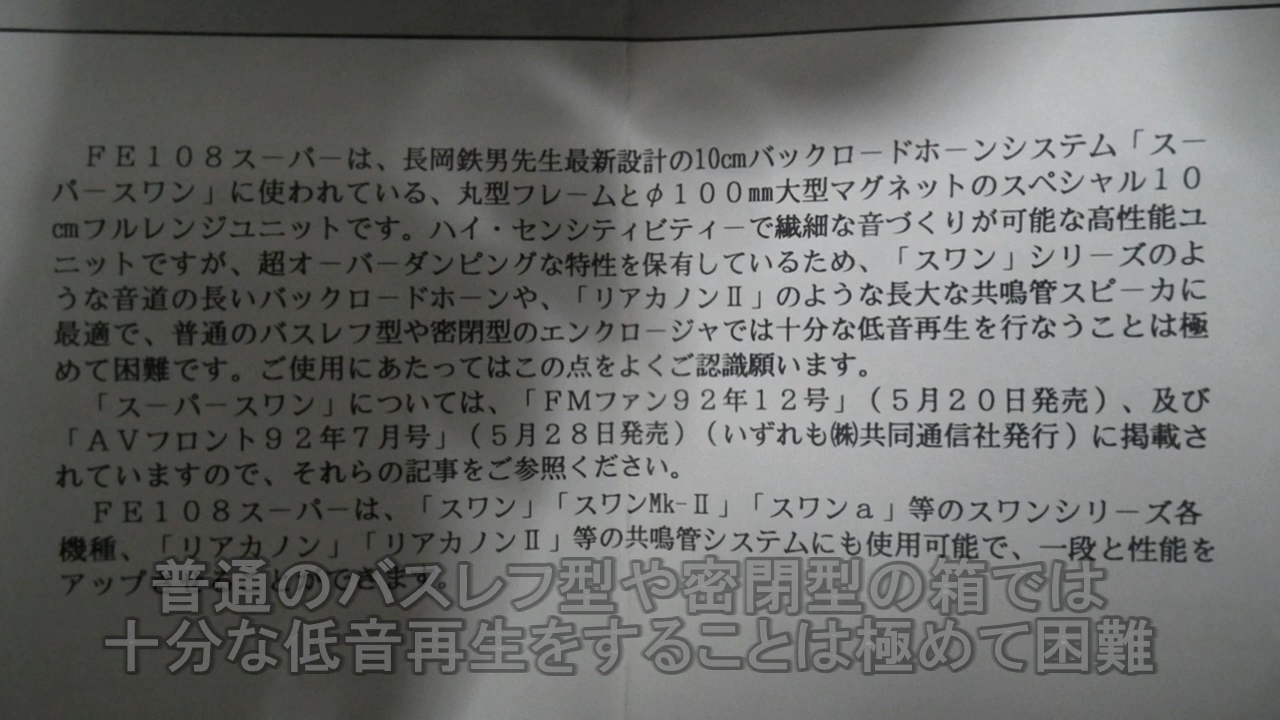 FE108スーパーは、長岡鉄男先生最新設計の10cmバックロードホーンシステム「スー
パースワン」に使われている、丸型フレームとφ100㎜大型マグネットのスペシャル10
cmフルレンジユニットです。ハイ・センシティビティーで繊細な音づくりが可能な高性能ユ
ニットですが、超オーバーダンピングな特性を保有しているため、「スワン」シリーズのよ
うな音道の長いバックロードホーンや、「リアカノンⅡ」のような長大な共鳴管スピーカに
最適で、普通のバスレフ型や密閉型のエンクロージャでは十分な低音再生を行なうことは極
めて困難です。ご使用にあたってはこの点をよくご認識願います。
「スーパースワン」については、「FMファン92年12号」(5月20日発売)、及び
「AVフロント92年7月号」(5月28日発売)(いずれも㈱共同通信社発行)に掲載さ
れていますので、それらの記事をご参照ください。
FE108スーパーは、「スワン」「スワンMk-Ⅱ」「スワンa」等のスワンシリーズ各
機種、「リアカノン」「リアカノンⅡ」等の共鳴管システムにも使用可能で、一段と性能を
アップ できます。
普通のバスレフ型や密閉型の箱では
十分な低音再生をすることは極めて困難